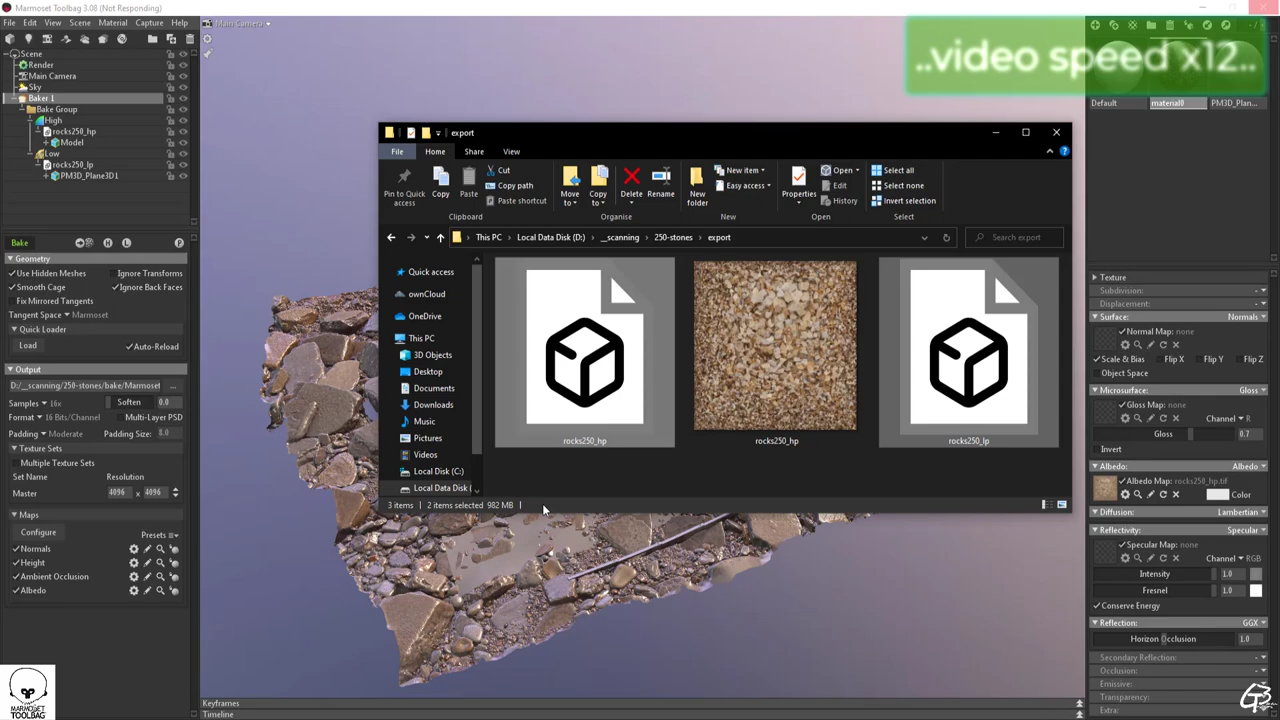 Marmoset Toolbag 3.08 - *Untitled* (Not Responding)
File Edit View Scene Material Capture Help
Main Camera
..video speed x12..
Scene
Render
Main Camera
Sky
Baker 1
Bake Group
High
rocks250_hp
Model
Low
rocks250_lp
PM3D_Plane3D1
Default material0 PM3D_Plane...
export
File Home Share View
Pin to Quick access
Copy
Paste
Cut
Copy path
Paste shortcut
Clipboard
Move to
Copy to
Delete
Rename
Organise
New folder
New item
Easy access
New
Properties
Open
Edit
History
Open
Select all
Select none
Invert selection
Select
This PC > Local Data Disk (D:) > __scanning > 250-stones > export
Search export
Quick access
ownCloud
OneDrive
This PC
3D Objects
Desktop
Documents
Downloads
Music
Pictures
Videos
Local Disk (C:)
Local Data Disk (
rocks250_hp
rocks250_hp
rocks250_lp
3 items 2 items selected 982 MB
Bake H L P
Geometry
Use Hidden Meshes Ignore Transforms
Smooth Cage Ignore Back Faces
Fix Mirrored Tangents
Tangent Space Marmoset
Quick Loader
Load Auto-Reload
Output
D:/__scanning/250-stones/bake/Marmoset ...
Samples 16x Soften 0.0
Format 16 Bits/Channel Multi-Layer PSD
Padding Moderate Padding Size: 8.0
Texture Sets
Multiple Texture Sets
Set Name Resolution
Master 4096 x 4096
Maps
Configure Presets
Normals
Height
Ambient Occlusion
Albedo
MARMOSET
TOOLBAG
Texture
Subdivision:
Displacement:
Surface: Normals
Normal Map: none
Scale & Bias Flip X Flip Y Flip Z
Object Space
Microsurface: Gloss
Gloss Map: none
Channel R
Gloss 0.7
Invert
Albedo: Albedo
Albedo Map: rocks250_hp.tif
Color
Diffusion: Lambertian
Reflectivity: Specular
Specular Map: none
Channel RGB
Intensity 1.0
Fresnel 1.0
Conserve Energy
Reflection: GGX
Horizon Occlusion 1.0
Secondary Reflection:
Occlusion:
Emissive:
Transparency:
Extra:
Keyframes
Timeline